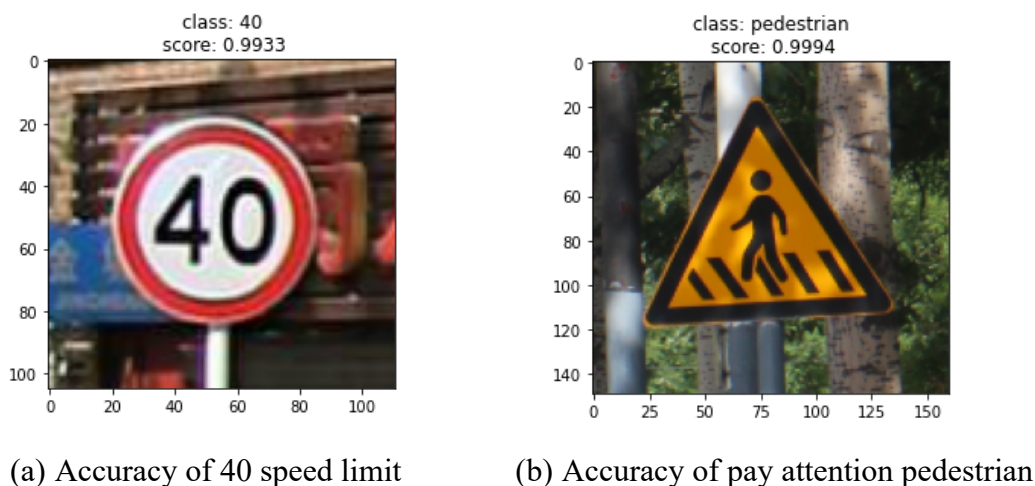 class: 40
score: 0.9933
0
20
40
60
80
100
0 20 40 60 80 100
40
(a) Accuracy of 40 speed limit
class: pedestrian
score: 0.9994
0
20
40
60
80
100
120
140
0 25 50 75 100 125 150
(b) Accuracy of pay attention pedestrian